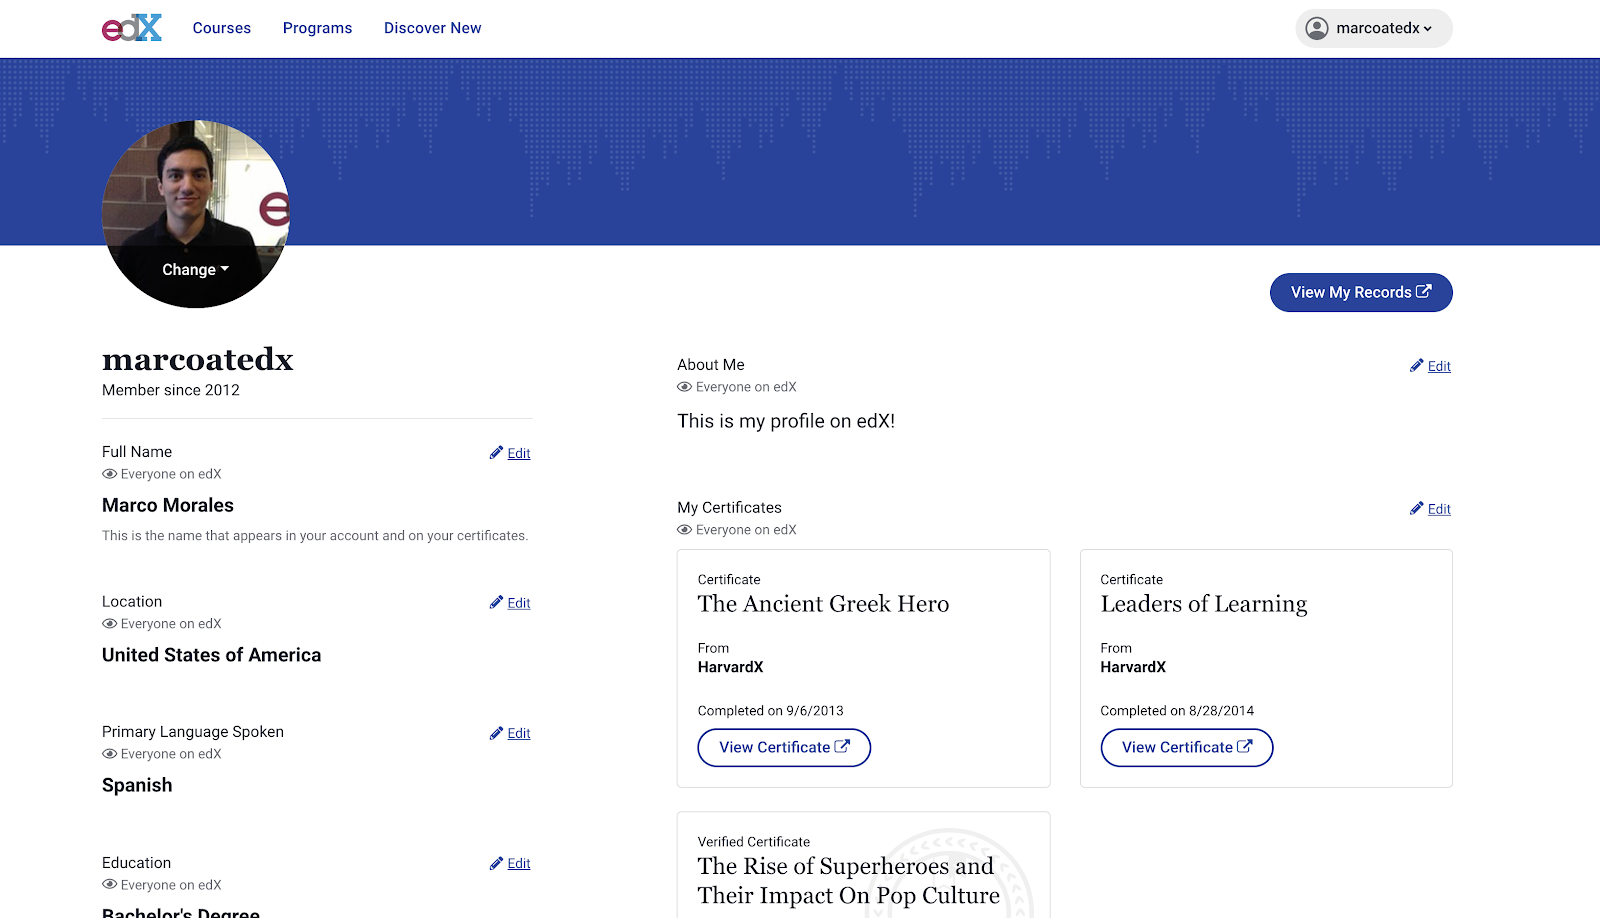 edX Courses Programs Discover New marcoatedx
e
Change
View My Records
marcoatedx
Member since 2012
Full Name Edit
Everyone on edX
Marco Morales
This is the name that appears in your account and on your certificates.
Location Edit
Everyone on edX
United States of America
Primary Language Spoken Edit
Everyone on edX
Spanish
Education Edit
Everyone on edX
Bachelor's Degree
About Me Edit
Everyone on edX
This is my profile on edX!
My Certificates Edit
Everyone on edX
Certificate
The Ancient Greek Hero
From
HarvardX
Completed on 9/6/2013
View Certificate
Certificate
Leaders of Learning
From
HarvardX
Completed on 8/28/2014
View Certificate
Verified Certificate
The Rise of Superheroes and
Their Impact On Pop Culture